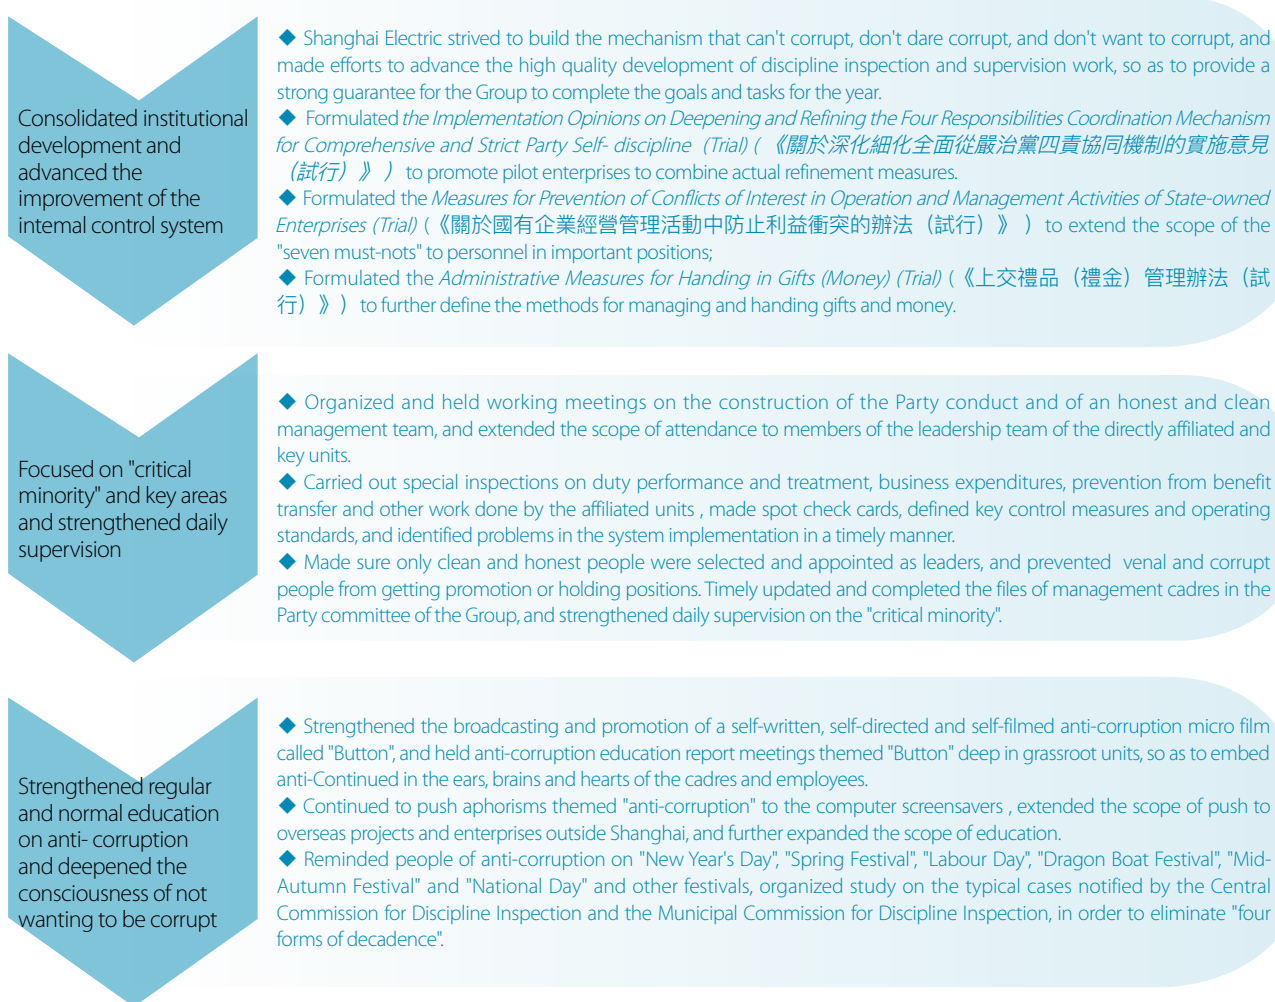 Consolidated institutional
development and
advanced the
improvement of the
internal control system
◆ Shanghai Electric strived to build the mechanism that can't corrupt, don't dare corrupt, and don't want to corrupt, and
made efforts to advance the high quality development of discipline inspection and supervision work, so as to provide a
strong guarantee for the Group to complete the goals and tasks for the year.
◆ Formulated the Implementation Opinions on Deepening and Refining the Four Responsibilities Coordination Mechanism
for Comprehensive and Strict Party Self- discipline (Trial) (《關於深化細化全面從嚴治黨四責協同機制的實施意見
（試行）》）to promote pilot enterprises to combine actual refinement measures.
◆ Formulated the Measures for Prevention of Conflicts of Interest in Operation and Management Activities of State-owned
Enterprises (Trial) (《關於國有企業經營管理活動中防止利益衝突的辦法（試行）》）to extend the scope of the
"seven must-nots" to personnel in important positions;
◆ Formulated the Administrative Measures for Handing in Gifts (Money) (Trial) (《上交禮品（禮金）管理辦法（試
行）》）to further define the methods for managing and handing gifts and money.
Focused on "critical
minority" and key areas
and strengthened daily
supervision
◆ Organized and held working meetings on the construction of the Party conduct and of an honest and clean
management team, and extended the scope of attendance to members of the leadership team of the directly affiliated and
key units.
◆ Carried out special inspections on duty performance and treatment, business expenditures, prevention from benefit
transfer and other work done by the affiliated units , made spot check cards, defined key control measures and operating
standards, and identified problems in the system implementation in a timely manner.
◆ Made sure only clean and honest people were selected and appointed as leaders, and prevented venal and corrupt
people from getting promotion or holding positions. Timely updated and completed the files of management cadres in the
Party committee of the Group, and strengthened daily supervision on the "critical minority".
Strengthened regular
and normal education
on anti- corruption
and deepened the
consciousness of not
wanting to be corrupt
◆ Strengthened the broadcasting and promotion of a self-written, self-directed and self-filmed anti-corruption micro film
called "Button", and held anti-corruption education report meetings themed "Button" deep in grassroot units, so as to embed
anti-Continued in the ears, brains and hearts of the cadres and employees.
◆ Continued to push aphorisms themed "anti-corruption" to the computer screensavers , extended the scope of push to
overseas projects and enterprises outside Shanghai, and further expanded the scope of education.
◆ Reminded people of anti-corruption on "New Year's Day", "Spring Festival", "Labour Day", "Dragon Boat Festival", "Mid-
Autumn Festival" and "National Day" and other festivals, organized study on the typical cases notified by the Central
Commission for Discipline Inspection and the Municipal Commission for Discipline Inspection, in order to eliminate "four
forms of decadence".